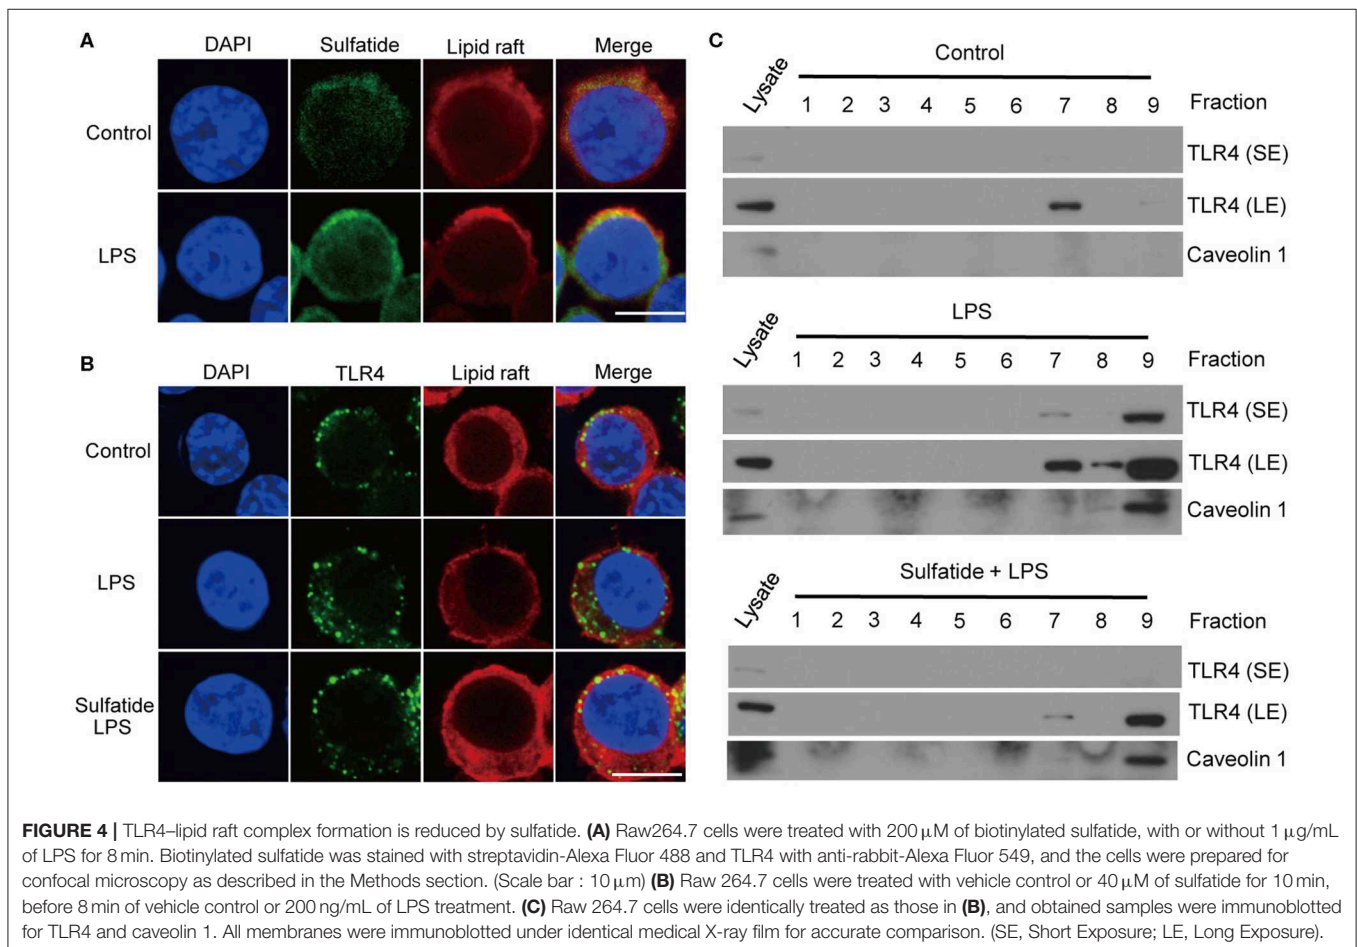 A
DAPI Sulfatide Lipid raft Merge
Control
LPS
B
DAPI TLR4 Lipid raft Merge
Control
LPS
Sulfatide
LPS
C
Control
Lysate 1 2 3 4 5 6 7 8 9 Fraction
TLR4 (SE)
TLR4 (LE)
Caveolin 1
LPS
Lysate 1 2 3 4 5 6 7 8 9 Fraction
TLR4 (SE)
TLR4 (LE)
Caveolin 1
Sulfatide + LPS
Lysate 1 2 3 4 5 6 7 8 9 Fraction
TLR4 (SE)
TLR4 (LE)
Caveolin 1
FIGURE 4 | TLR4–lipid raft complex formation is reduced by sulfatide. (A) Raw264.7 cells were treated with 200 μM of biotinylated sulfatide, with or without 1 μg/mL
of LPS for 8 min. Biotinylated sulfatide was stained with streptavidin-Alexa Fluor 488 and TLR4 with anti-rabbit-Alexa Fluor 549, and the cells were prepared for
confocal microscopy as described in the Methods section. (Scale bar : 10 μm) (B) Raw 264.7 cells were treated with vehicle control or 40 μM of sulfatide for 10 min,
before 8 min of vehicle control or 200 ng/mL of LPS treatment. (C) Raw 264.7 cells were identically treated as those in (B), and obtained samples were immunoblotted
for TLR4 and caveolin 1. All membranes were immunoblotted under identical medical X-ray film for accurate comparison. (SE, Short Exposure; LE, Long Exposure).